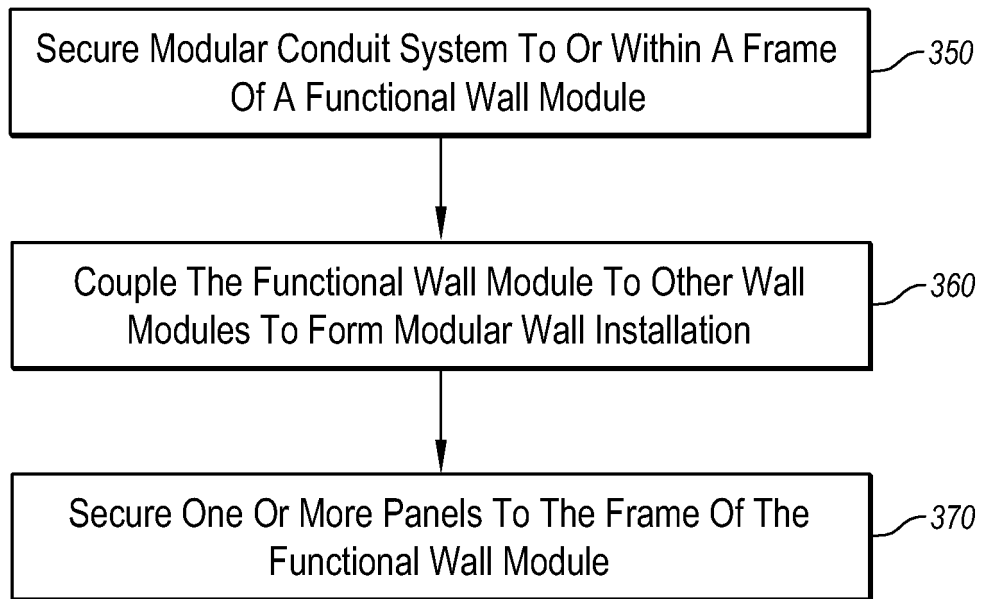 Secure Modular Conduit System To Or Within A Frame
Of A Functional Wall Module
350
Couple The Functional Wall Module To Other Wall
Modules To Form Modular Wall Installation
360
Secure One Or More Panels To The Frame Of The
Functional Wall Module
370